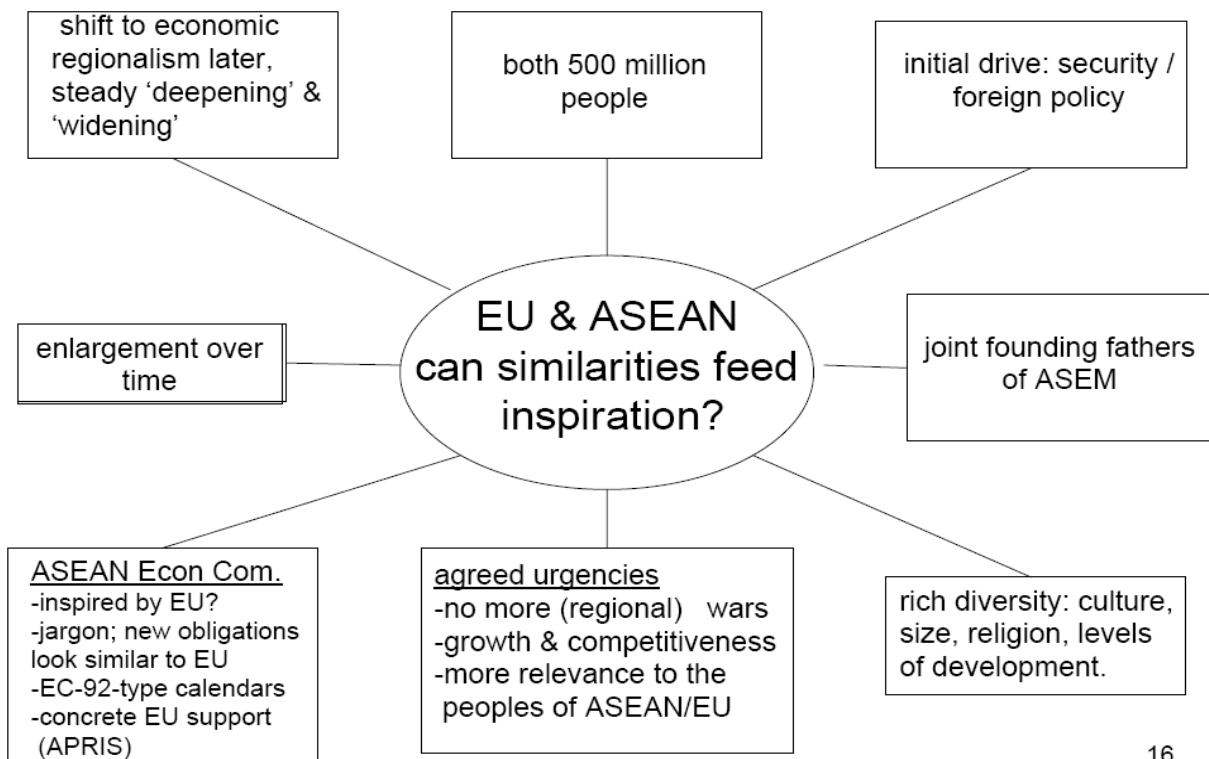 shift to economic
regionalism later,
steady ‘deepening’ &
‘widening’
both 500 million
people
initial drive: security /
foreign policy
EU & ASEAN
can similarities feed
inspiration?
enlargement over
time
joint founding fathers
of ASEM
ASEAN Econ Com.
-inspired by EU?
-jargon; new obligations
look similar to EU
-EC-92-type calendars
-concrete EU support
(APRIS)
agreed urgencies
-no more (regional) wars
-growth & competitiveness
-more relevance to the
peoples of ASEAN/EU
rich diversity: culture,
size, religion, levels
of development.
16